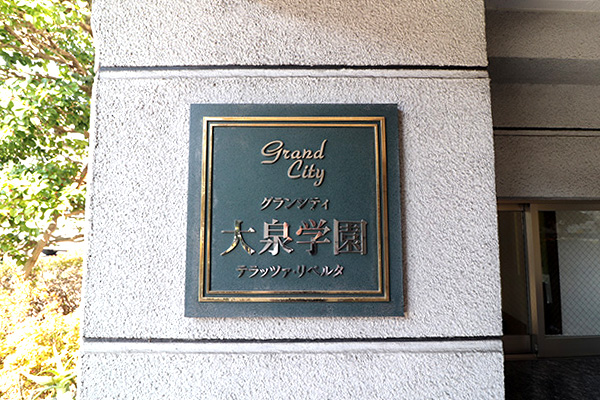 Grand
City
グランシティ
大泉学園
テラッツァ・リベルタ